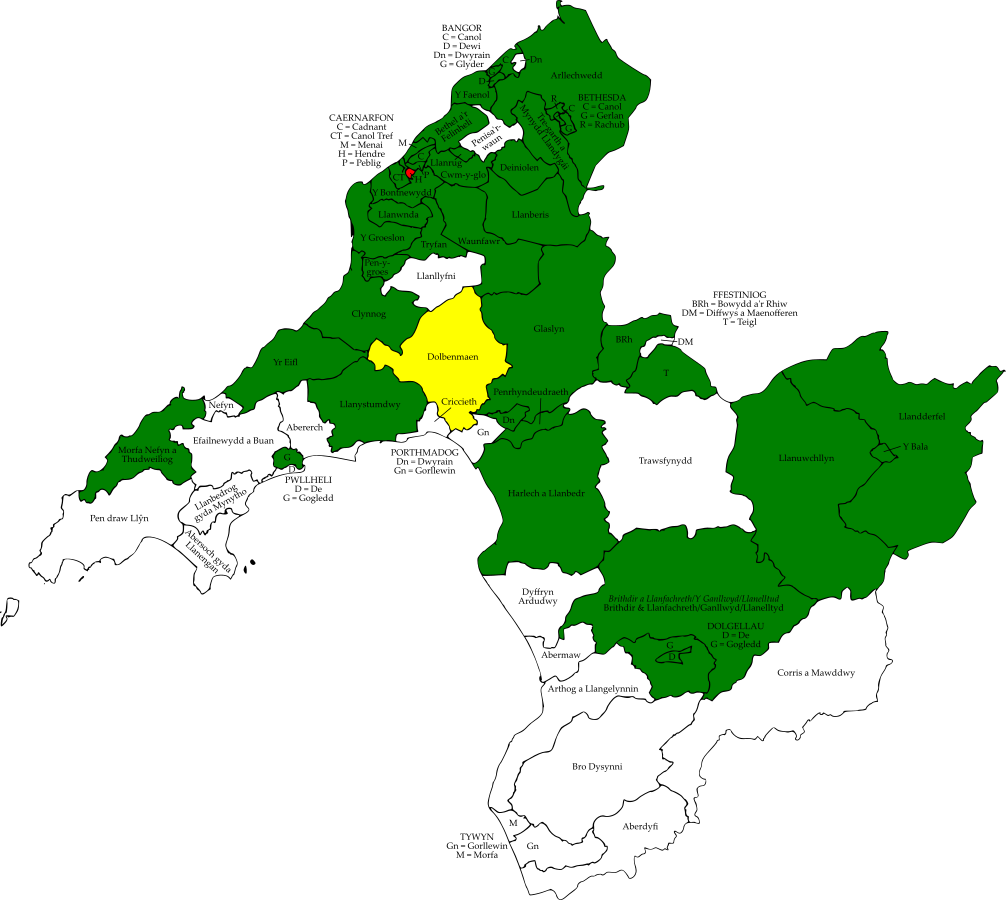 BANGOR
C = Canol
D = Dewi
Dn = Dwyrain
G = Glyder
C
Dn
G
D
Arllechwedd
Y Faenol
BETHESDA
C = Canol
G = Gerlan
R = Rachob
R
C
G
Tregarth a
Mynydd Llandygai
CAERNARFON
C = Cadnant
CT = Canol Tref
M = Menai
H = Hendre
P = Peblig
Bethel a'r
Felinheli
Penisa'r-
waun
M
C
CT
H
P
Llanrug
Cwm-y-glo
Deiniolen
Y Bontnewydd
Llanwnda
Llanberis
Y Groeslon
Tryfan
Waunfawr
Pen-y-
groes
Llanllyfni
Clynnog
Glaslyn
FFESTINIOG
BRh = Bowydd a'r Rhiw
DM = Diffwys a Maenofferen
T = Teigl
BRh
DM
T
Dolbenmaen
Yr Eifl
Penrhyndeudraeth
Llanystumdwy
Criccieth
Nefyn
Abererch
Dn
Gn
Efailnewydd a Buan
Morfa Nefyn a
Thudweiliog
G
D
PWLLHELI
D = De
G = Gogledd
PORTHMADOG
Dn = Dwyrain
Gn = Gorllewin
Trawsfynydd
Llanuwchllyn
Llandderfel
Y Bala
Harlech a Llanbedr
Llanbedrog
gyda Mynytho
Pen draw Llŷn
Abersoch gyda
Llanengan
Dyffryn
Ardudwy
Brithdir a Llanfachreth/Y Ganllwyd/Llanelltud
Brithdir & Llanfachreth/Ganllwyd/Llanelltyd
DOLGELLAU
D = De
G = Gogledd
G
D
Abermaw
Corris a Mawddwy
Arthog a Llangelynnin
Bro Dysynni
M
Gn
Aberdyfi
TYWYN
Gn = Gorllewin
M = Morfa